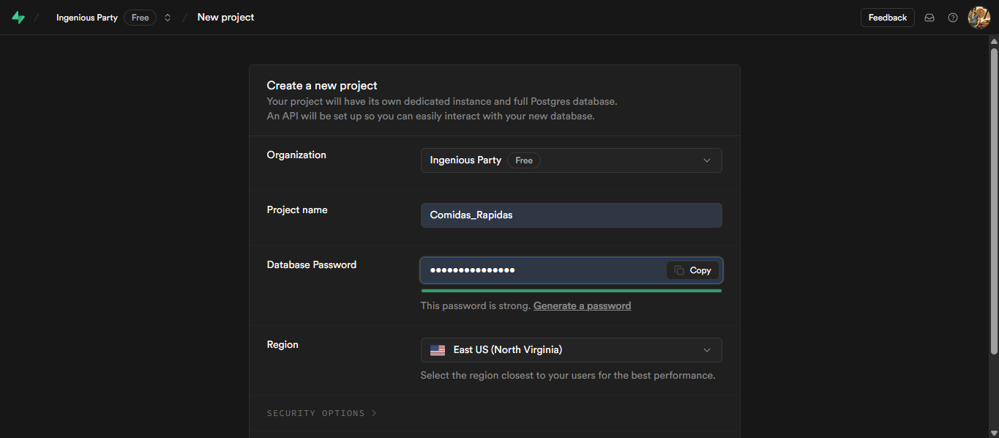 Ingenious Party Free New project Feedback
Create a new project
Your project will have its own dedicated instance and full Postgres database.
An API will be set up so you can easily interact with your new database.
Organization
Ingenious Party Free
Project name
Comidas_Rapidas
Database Password
••••••••••••••• Copy
This password is strong. Generate a password
Region
East US (North Virginia)
Select the region closest to your users for the best performance.
SECURITY OPTIONS